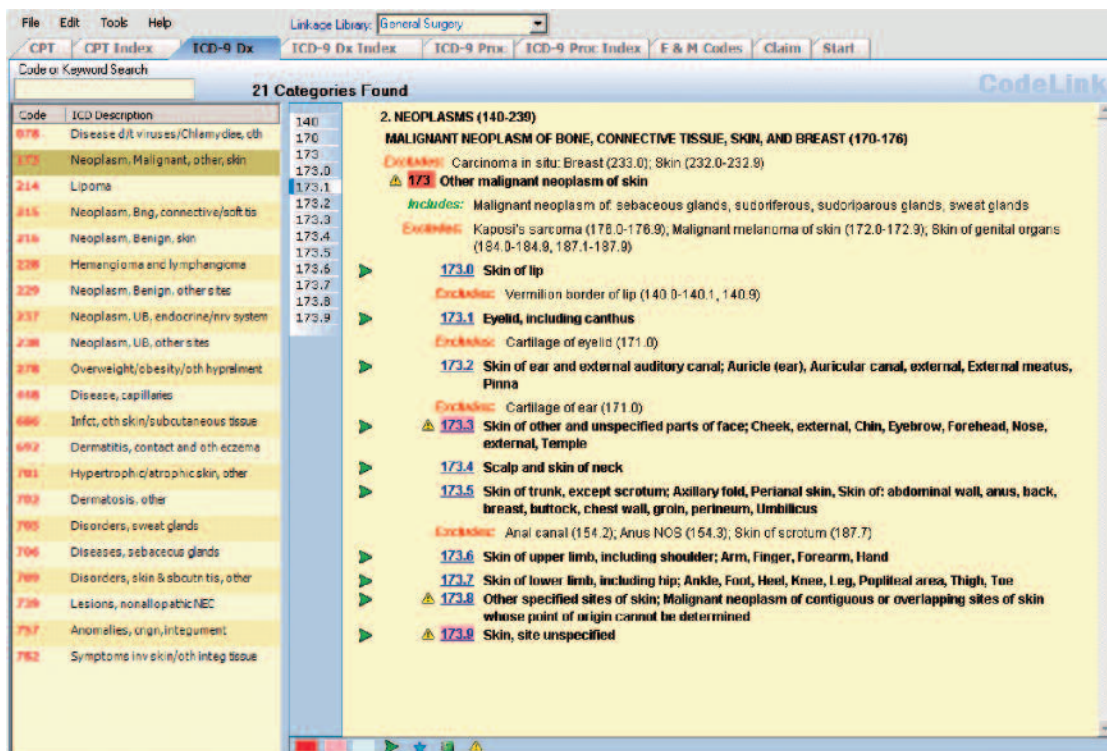 File Edit Tools Help Linkage Library: General Surgery
CPT CPT Index ICD-9 Dx ICD-9 Dx Index ICD-9 Proc ICD-9 Proc Index E & M Codes Claim Start
Code or Keyword Search
21 Categories Found
CodeLink
Code ICD Description
078 Disease d/t viruses/Chlamydiae, oth
173 Neoplasm, Malignant, other, skin
214 Lipoma
215 Neoplasm, Bng, connective/soft tis
216 Neoplasm, Benign, skin
228 Hemangioma and lymphangioma
229 Neoplasm, Benign, other sites
237 Neoplasm, UB, endocrine/nrv system
238 Neoplasm, UB, other sites
278 Overweight/obesity/oth hyprelment
448 Disease, capillaries
686 Infct, oth skin/subcutaneous tissue
692 Dermatitis, contact and oth eczema
701 Hypertrophic/atrophic skin, other
702 Dermatosis, other
705 Disorders, sweat glands
706 Diseases, sebaceous glands
709 Disorders, skin & sbcutn tis, other
739 Lesions, nonallopathic NEC
757 Anomalies, cngn, integument
782 Symptoms inv skin/oth integ tissue
140
170
173
173.0
173.1
173.2
173.3
173.4
173.5
173.6
173.7
173.8
173.9
2. NEOPLASMS (140-239)
MALIGNANT NEOPLASM OF BONE, CONNECTIVE TISSUE, SKIN, AND BREAST (170-176)
Excludes: Carcinoma in situ: Breast (233.0); Skin (232.0-232.9)
173 Other malignant neoplasm of skin
Includes: Malignant neoplasm of: sebaceous glands, sudoriferous, sudoriparous glands, sweat glands
Excludes: Kaposi's sarcoma (176.0-176.9); Malignant melanoma of skin (172.0-172.9); Skin of genital organs
(184.0-184.9, 187.1-187.9)
173.0 Skin of lip
Excludes: Vermilion border of lip (140.0-140.1, 140.9)
173.1 Eyelid, including canthus
Excludes: Cartilage of eyelid (171.0)
173.2 Skin of ear and external auditory canal; Auricle (ear), Auricular canal, external, External meatus,
Pinna
Excludes: Cartilage of ear (171.0)
173.3 Skin of other and unspecified parts of face; Cheek, external, Chin, Eyebrow, Forehead, Nose,
external, Temple
173.4 Scalp and skin of neck
173.5 Skin of trunk, except scrotum; Axillary fold, Perianal skin, Skin of: abdominal wall, anus, back,
breast, buttock, chest wall, groin, perineum, Umbilicus
Excludes: Anal canal (154.2); Anus NOS (154.3); Skin of scrotum (187.7)
173.6 Skin of upper limb, including shoulder; Arm, Finger, Forearm, Hand
173.7 Skin of lower limb, including hip; Ankle, Foot, Heel, Knee, Leg, Popliteal area, Thigh, Toe
173.8 Other specified sites of skin; Malignant neoplasm of contiguous or overlapping sites of skin
whose point of origin cannot be determined
173.9 Skin, site unspecified